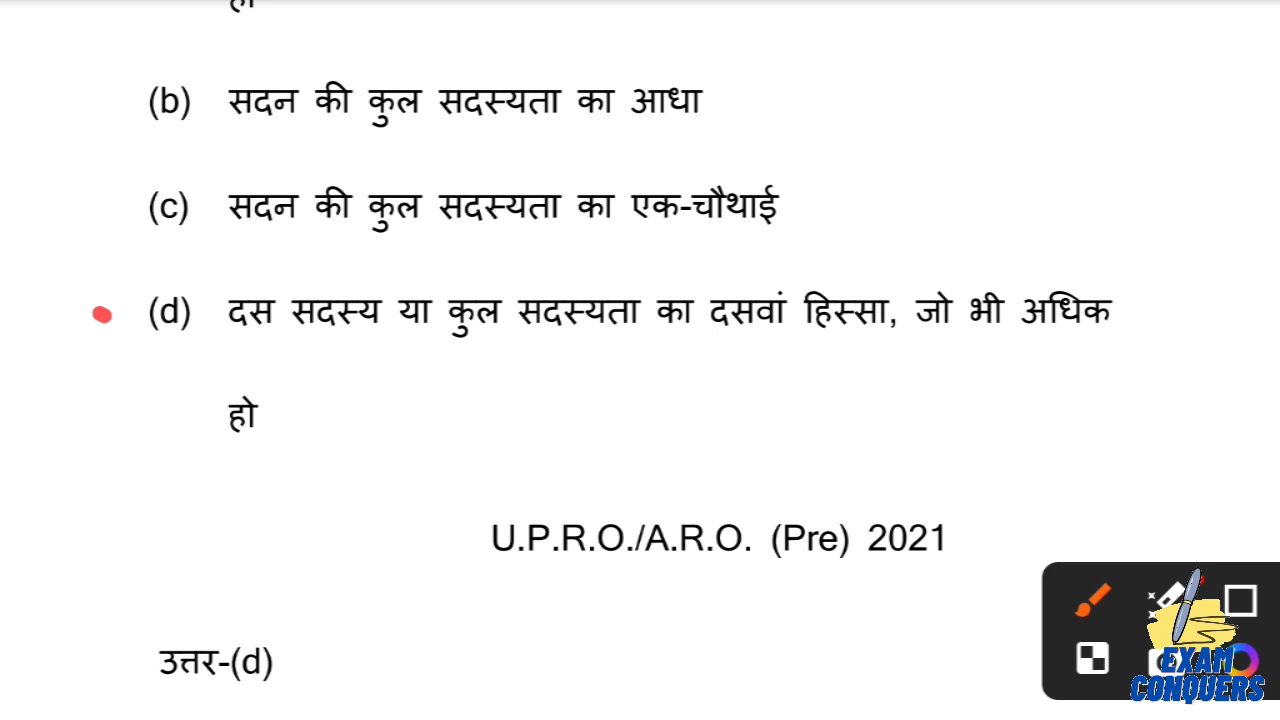 हो
(b) सदन की कुल सदस्यता का आधा
(c) सदन की कुल सदस्यता का एक-चौथाई
(d) दस सदस्य या कुल सदस्यता का दसवां हिस्सा, जो भी अधिक
हो
U.P.R.O./A.R.O. (Pre) 2021
उत्तर-(d)
EXAM
CONQUERS